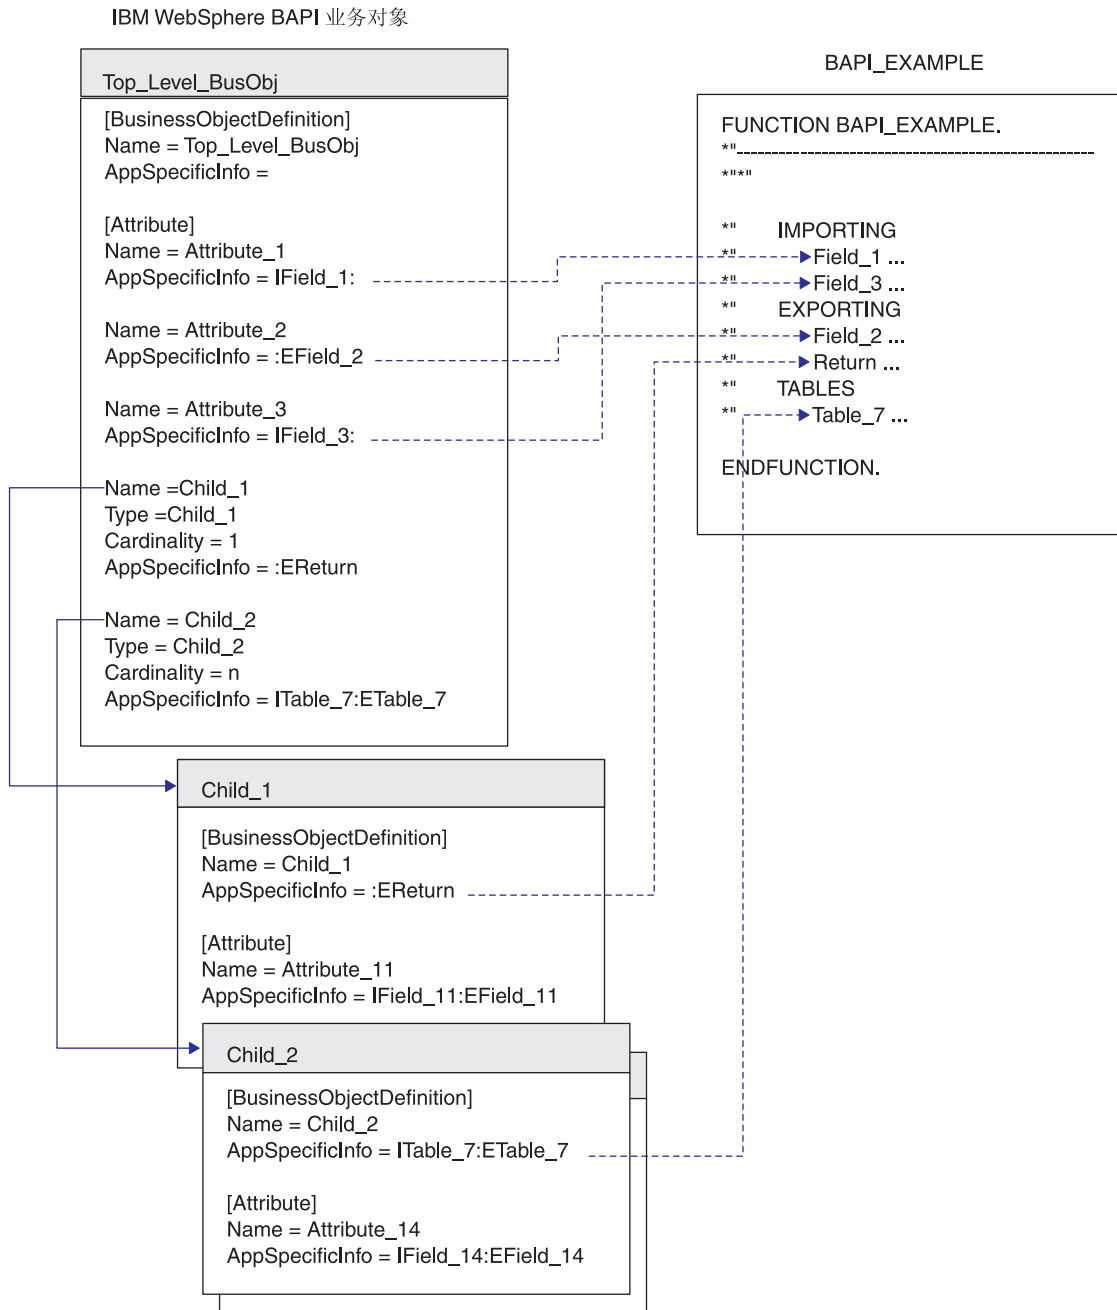 IBM WebSphere BAPI 业务对象
Top_Level_BusObj
[BusinessObjectDefinition]
Name = Top_Level_BusObj
AppSpecificInfo =
[Attribute]
Name = Attribute_1
AppSpecificInfo = IField_1:
Name = Attribute_2
AppSpecificInfo = :EField_2
Name = Attribute_3
AppSpecificInfo = IField_3:
Name =Child_1
Type =Child_1
Cardinality = 1
AppSpecificInfo = :EReturn
Name = Child_2
Type = Child_2
Cardinality = n
AppSpecificInfo = ITable_7:ETable_7
BAPI_EXAMPLE
FUNCTION BAPI_EXAMPLE.
*"----------------------------------------------------
*"*"
*" IMPORTING
*" Field_1 ...
*" Field_3 ...
*" EXPORTING
*" Field_2 ...
*" Return ...
*" TABLES
*" Table_7 ...
ENDFUNCTION.
Child_1
[BusinessObjectDefinition]
Name = Child_1
AppSpecificInfo = :EReturn
[Attribute]
Name = Attribute_11
AppSpecificInfo = IField_11:EField_11
Child_2
[BusinessObjectDefinition]
Name = Child_2
AppSpecificInfo = ITable_7:ETable_7
[Attribute]
Name = Attribute_14
AppSpecificInfo = IField_14:EField_14